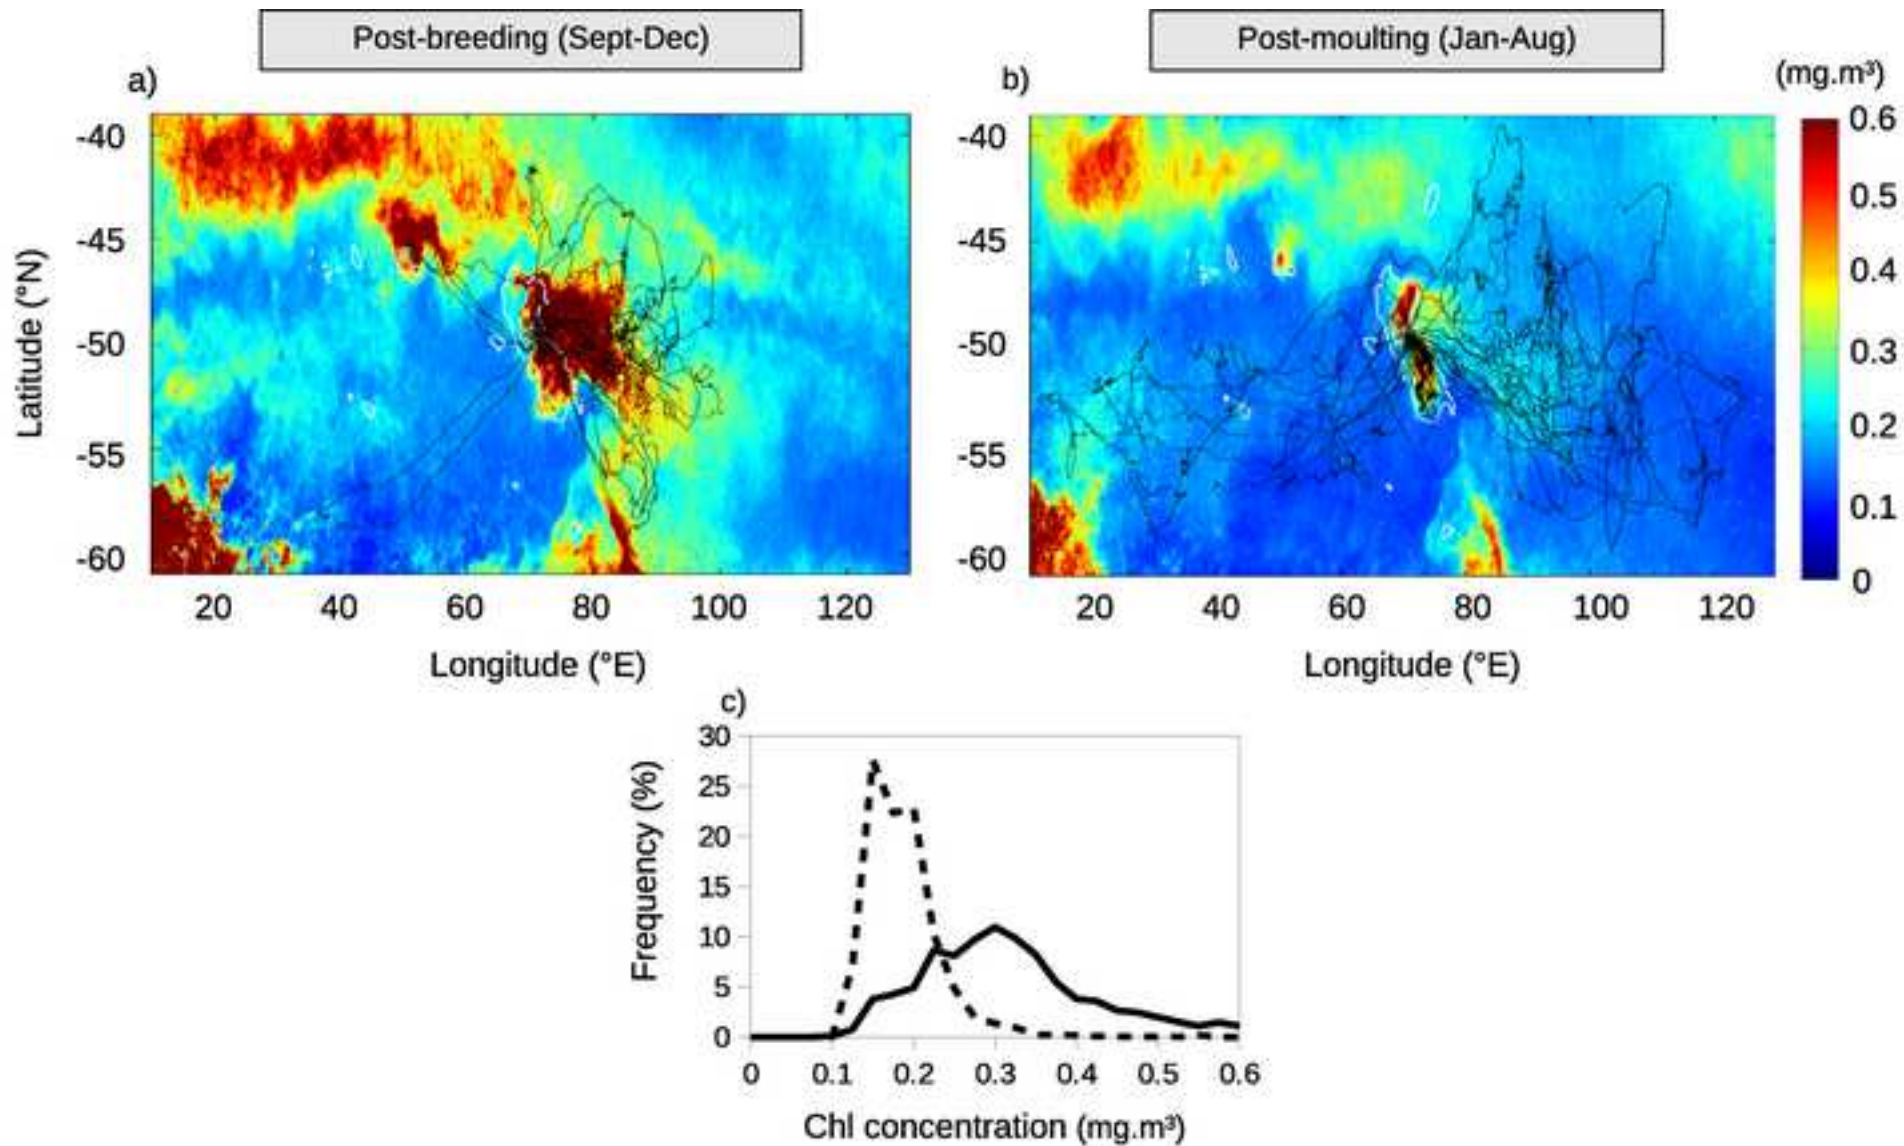 Post-breeding (Sept-Dec)
Post-moulting (Jan-Aug)
a)
b)
(mg.m³)
-40
-45
-50
-55
-60
Latitude (°N)
20 40 60 80 100 120
Longitude (°E)
-40
-45
-50
-55
-60
20 40 60 80 100 120
Longitude (°E)
0.6
0.5
0.4
0.3
0.2
0.1
0
c)
30
25
20
15
10
5
0
Frequency (%)
0 0.1 0.2 0.3 0.4 0.5 0.6
Chl concentration (mg.m³)